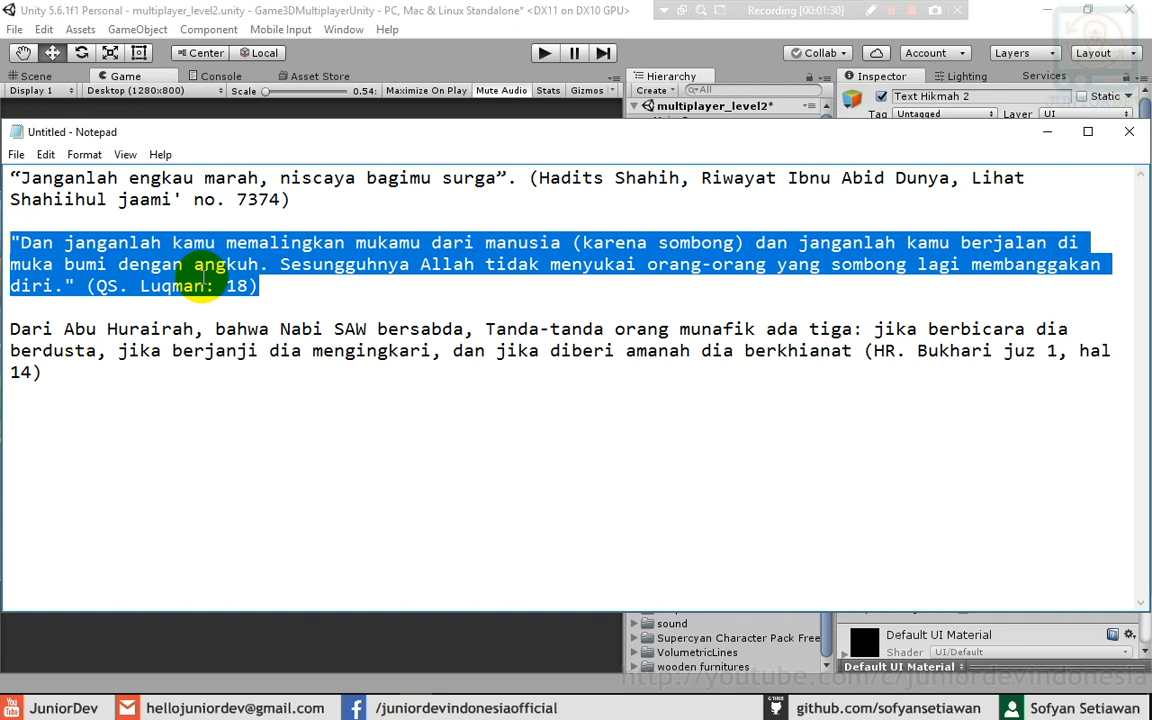 Unity 5.6.1f1 Personal - multiplayer_level2.unity - Game3DMultiplayerUnity - PC, Mac & Linux Standalone* <DX11 on DX10 GPU>
Recording [00:01:30]
File Edit Assets GameObject Component Mobile Input Window Help
Center Local Collab Account Layers Layout
Scene Game Console Asset Store Hierarchy Inspector Lighting Services
Display 1 Desktop (1280x800) Scale 0.54: Maximize On Play Mute Audio Stats Gizmos Create All Text Hikmah 2 Static
multiplayer_level2* Tag Untagged Layer UI
Untitled - Notepad
File Edit Format View Help
“Janganlah engkau marah, niscaya bagimu surga”. (Hadits Shahih, Riwayat Ibnu Abid Dunya, Lihat
Shahiihul jaami' no. 7374)
"Dan janganlah kamu memalingkan mukamu dari manusia (karena sombong) dan janganlah kamu berjalan di
muka bumi dengan angkuh. Sesungguhnya Allah tidak menyukai orang-orang yang sombong lagi membanggakan
diri." (QS. Luqman: 18)
Dari Abu Hurairah, bahwa Nabi SAW bersabda, Tanda-tanda orang munafik ada tiga: jika berbicara dia
berdusta, jika berjanji dia mengingkari, dan jika diberi amanah dia berkhianat (HR. Bukhari juz 1, hal
14)
sound
Supercyan Character Pack Free Default UI Material
VolumetricLines Shader UI/Default
wooden furnitures Default UI Material
http://youtube.com/c/juniordevindonesia
You Tube JuniorDev hellojuniordev@gmail.com /juniordevindonesiaofficial github.com/sofyansetiawan Sofyan Setiawan